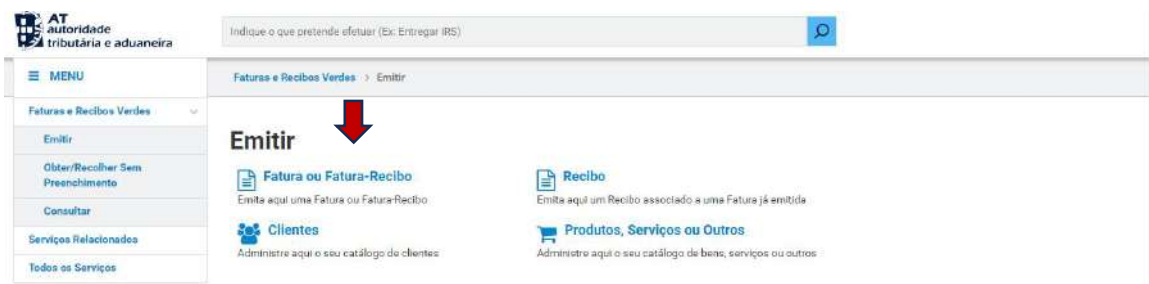 AT
autoridade
tributária e aduaneira
Indique o que pretende efetuar (Ex: Entregar IRS)
MENU
Faturas e Recibos Verdes > Emitir
Faturas e Recibos Verdes
Emitir
Obter/Recolher Sem
Preenchimento
Consultar
Serviços Relacionados
Todos os Serviços
Emitir
Fatura ou Fatura-Recibo
Emita aqui uma Fatura ou Fatura-Recibo
Recibo
Emita aqui um Recibo associado a uma Fatura já emitida
Clientes
Administre aqui o seu catálogo de clientes
Produtos, Serviços ou Outros
Administre aqui o seu catálogo de bens, serviços ou outros